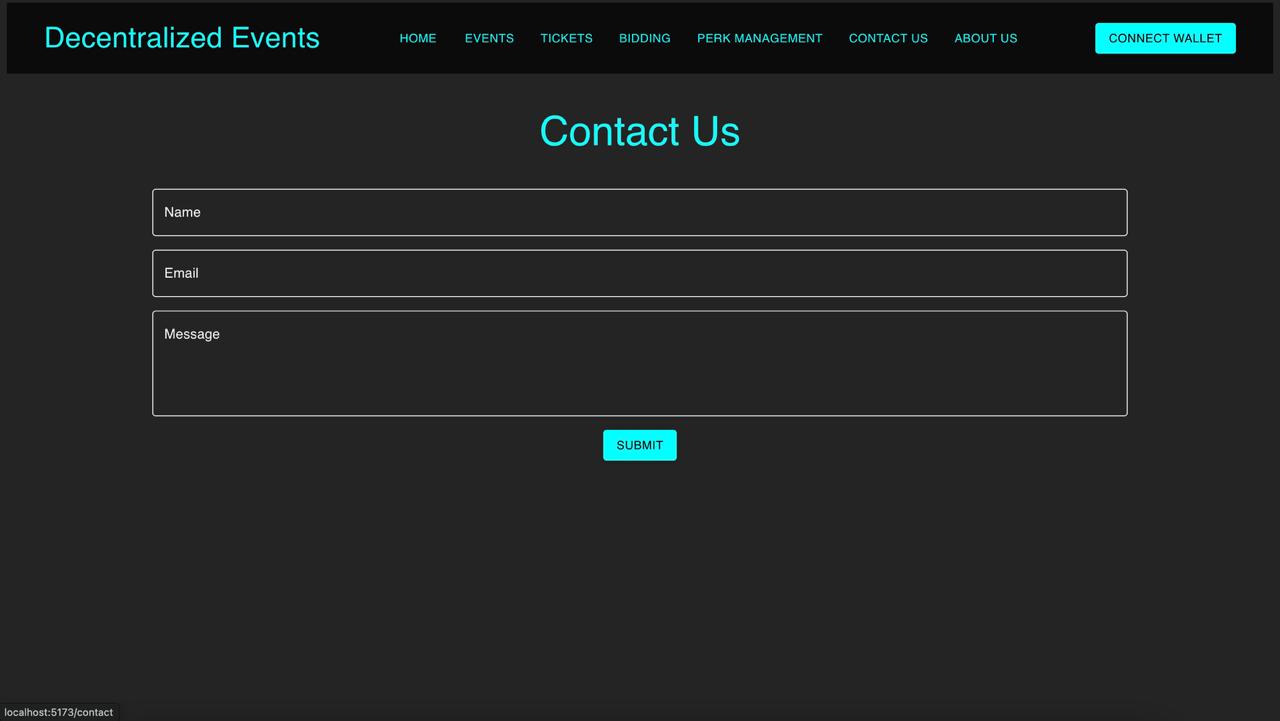 Decentralized Events HOME EVENTS TICKETS BIDDING PERK MANAGEMENT CONTACT US ABOUT US CONNECT WALLET
Contact Us
Name
Email
Message
SUBMIT
localhost:5173/contact